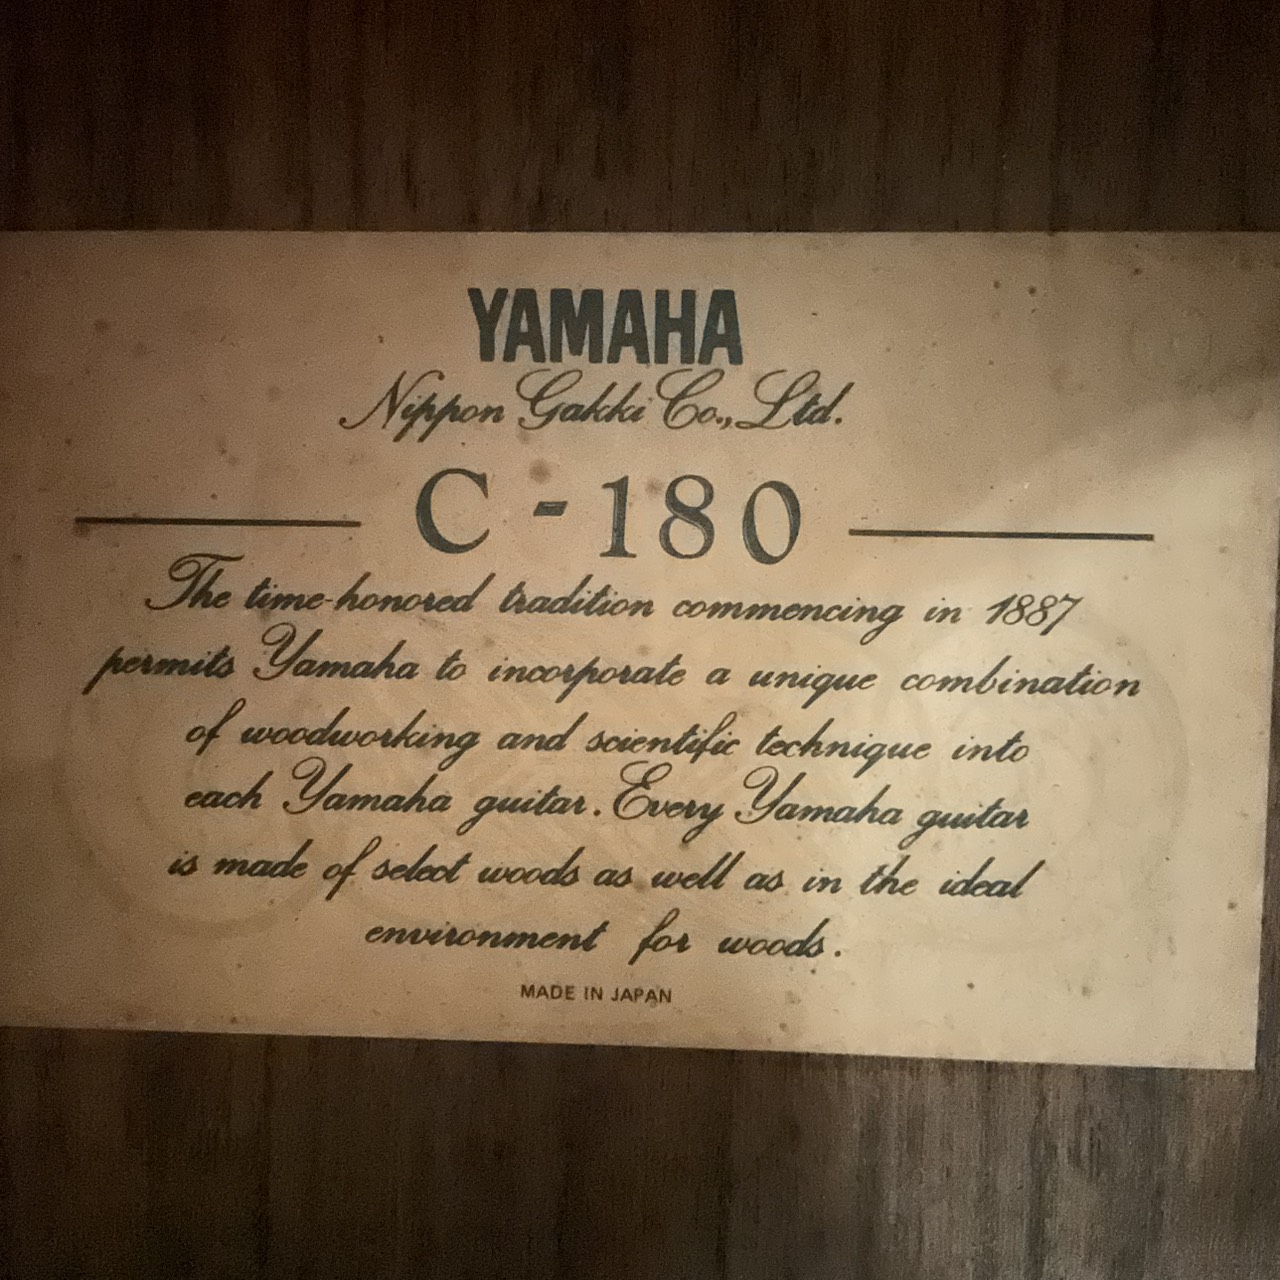 YAMAHA
Nippon Gakki Co., Ltd.
C - 180
The time-honored tradition commencing in 1887
permits Yamaha to incorporate a unique combination
of woodworking and scientific technique into
each Yamaha guitar. Every Yamaha guitar
is made of select woods as well as in the ideal
environment for woods.
MADE IN JAPAN